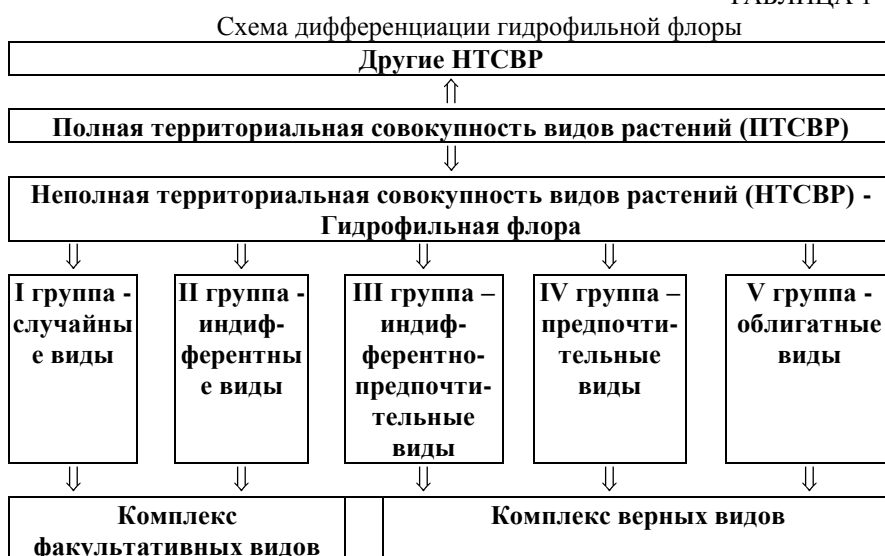 Схема дифференциации гидрофильной флоры
Другие НТСВР
⇑
Полная территориальная совокупность видов растений (ПТСВР)
⇓
Неполная территориальная совокупность видов растений (НТСВР) -
Гидрофильная флора
⇓ ⇓ ⇓ ⇓ ⇓
I группа -
случайны
е виды
II группа -
индиф-
ферентны
е виды
III группа –
индиф-
ферентно-
предпочти-
тельные
виды
IV группа –
предпочти-
тельные
виды
V группа -
облигатные
виды
⇓ ⇓ ⇓ ⇓ ⇓
Комплекс
факультативных видов
Комплекс верных видов